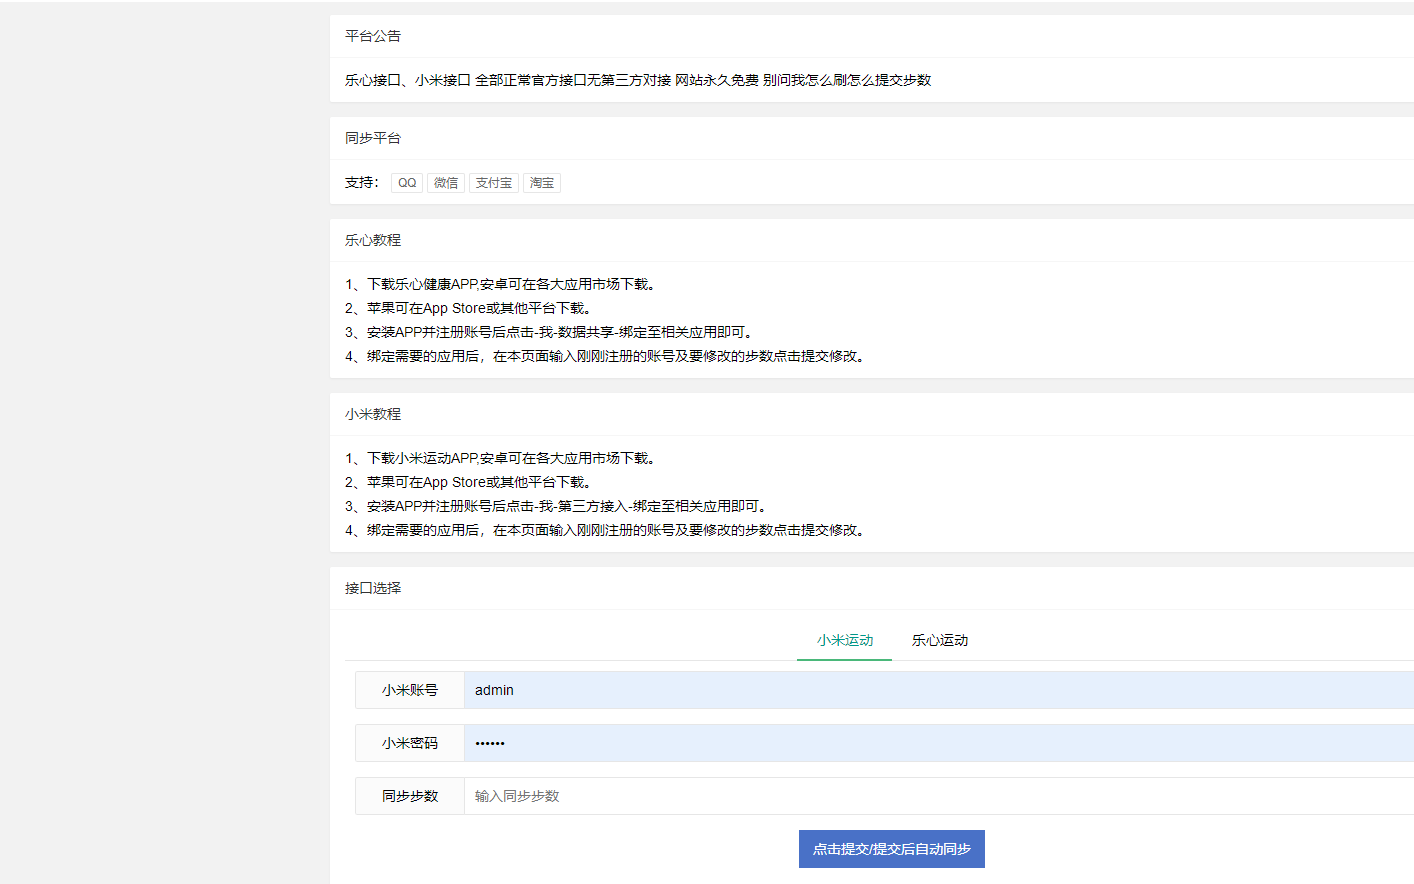 平台公告
乐心接口、小米接口 全部正常官方接口无第三方对接 网站永久免费 别问我怎么刷怎么提交步数
同步平台
支持： QQ 微信 支付宝 淘宝
乐心教程
1、下载乐心健康APP,安卓可在各大应用市场下载。
2、苹果可在App Store或其他平台下载。
3、安装APP并注册账号后点击-我-数据共享-绑定至相关应用即可。
4、绑定需要的应用后，在本页面输入刚刚注册的账号及要修改的步数点击提交修改。
小米教程
1、下载小米运动APP,安卓可在各大应用市场下载。
2、苹果可在App Store或其他平台下载。
3、安装APP并注册账号后点击-我-第三方接入-绑定至相关应用即可。
4、绑定需要的应用后，在本页面输入刚刚注册的账号及要修改的步数点击提交修改。
接口选择
小米运动 乐心运动
小米账号 admin
小米密码 ••••••
同步步数 输入同步步数
点击提交/提交后自动同步